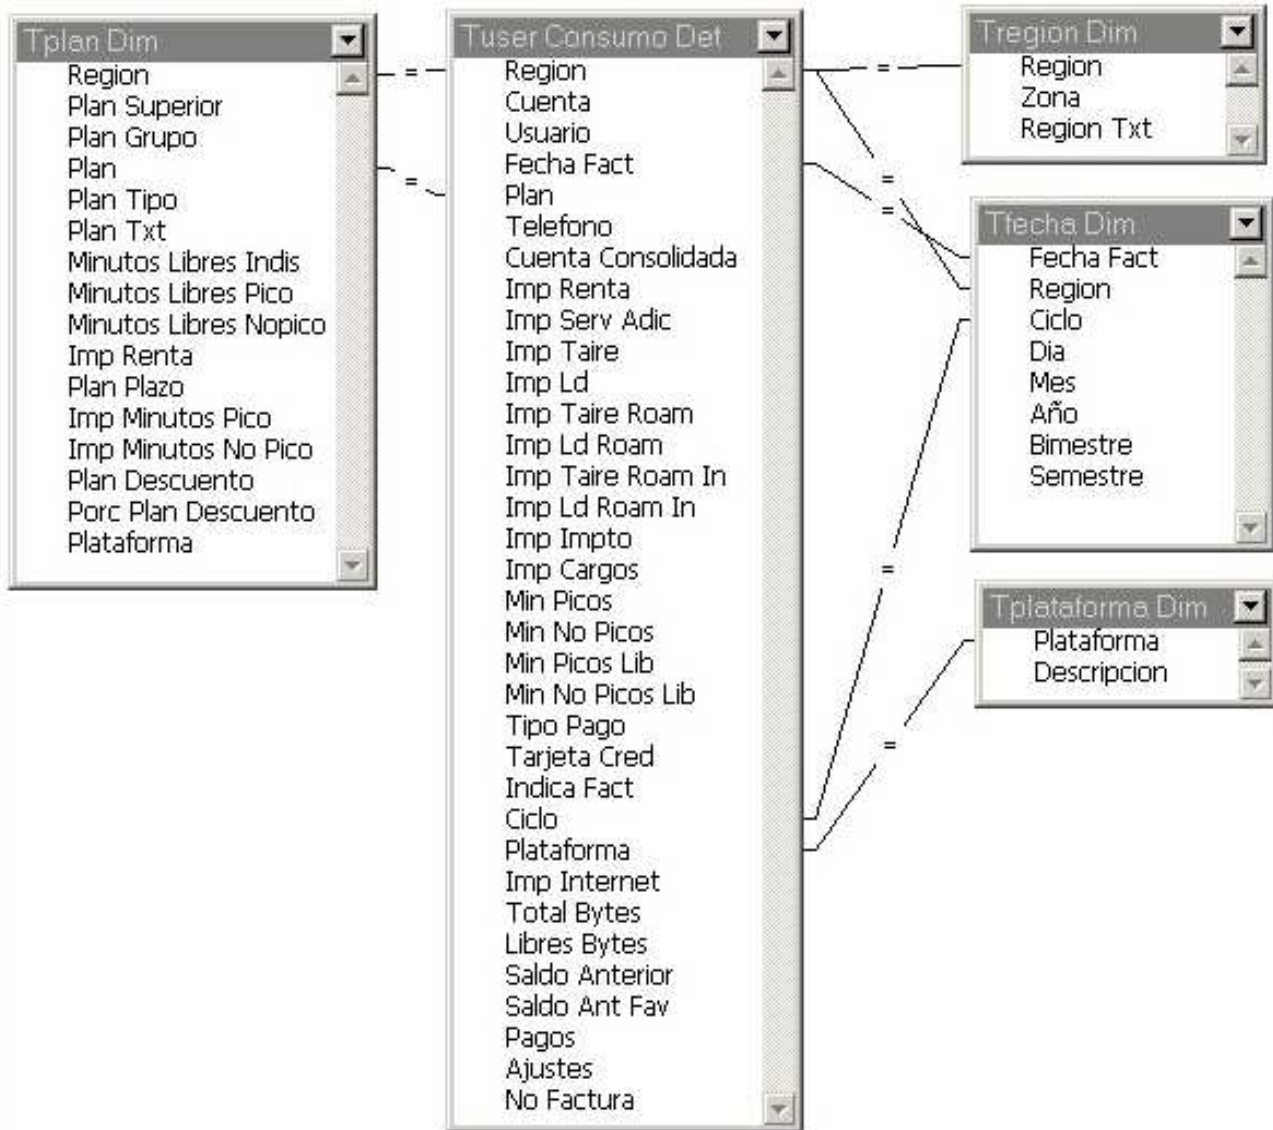 Tplan Dim
Region
Plan Superior
Plan Grupo
Plan
Plan Tipo
Plan Txt
Minutos Libres Indis
Minutos Libres Pico
Minutos Libres Nopico
Imp Renta
Plan Plazo
Imp Minutos Pico
Imp Minutos No Pico
Plan Descuento
Porc Plan Descuento
Plataforma
=
=
Tuser Consumo Det
Region
Cuenta
Usuario
Fecha Fact
Plan
Telefono
Cuenta Consolidada
Imp Renta
Imp Serv Adic
Imp Taire
Imp Ld
Imp Taire Roam
Imp Ld Roam
Imp Taire Roam In
Imp Ld Roam In
Imp Impto
Imp Cargos
Min Picos
Min No Picos
Min Picos Lib
Min No Picos Lib
Tipo Pago
Tarjeta Cred
Indica Fact
Ciclo
Plataforma
Imp Internet
Total Bytes
Libres Bytes
Saldo Anterior
Saldo Ant Fav
Pagos
Ajustes
No Factura
=
=
=
=
=
Tregion Dim
Region
Zona
Region Txt
Tfecha Dim
Fecha Fact
Region
Ciclo
Dia
Mes
Año
Bimestre
Semestre
Tplataforma Dim
Plataforma
Descripcion